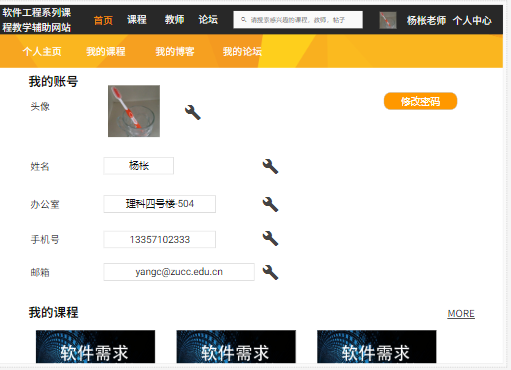 软件工程系列课
程教学辅助网站
首页 课程 教师 论坛
请搜索感兴趣的课程，教师，帖子
杨枨老师 个人中心
个人主页 我的课程 我的博客 我的论坛
我的账号
头像
修改密码
姓名 杨枨
办公室 理科四号楼-504
手机号 13357102333
邮箱 yangc@zucc.edu.cn
我的课程 MORE
软件需求 软件需求 软件需求